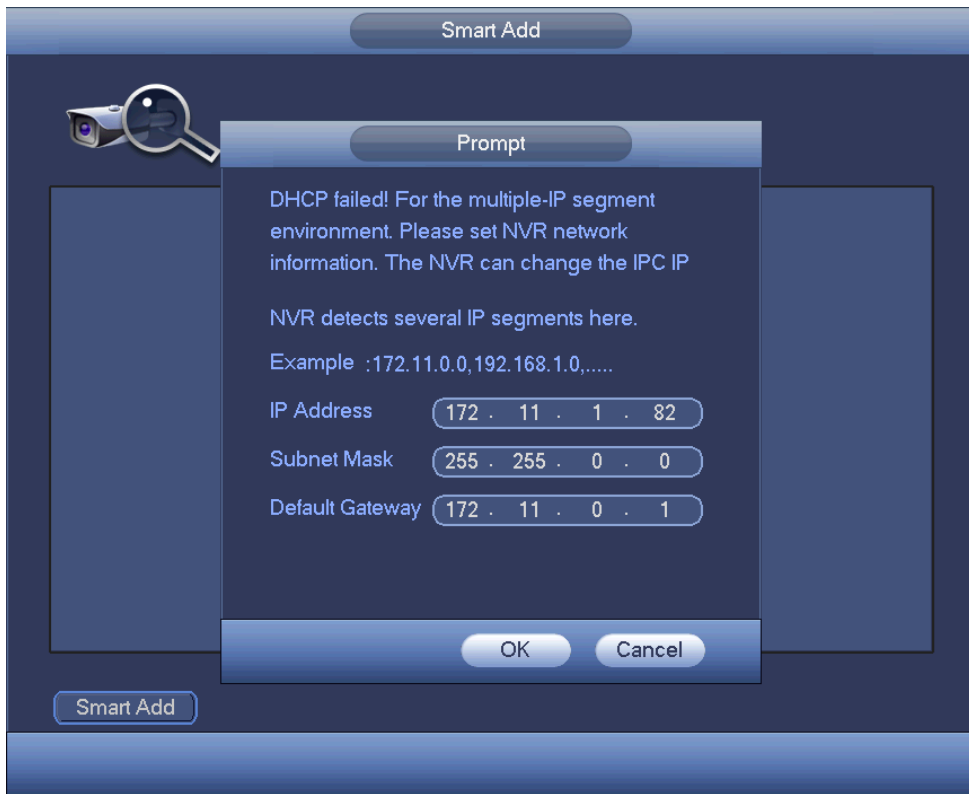 Smart Add
Prompt
DHCP failed! For the multiple-IP segment
environment. Please set NVR network
information. The NVR can change the IPC IP
NVR detects several IP segments here.
Example :172.11.0.0,192.168.1.0,.....
IP Address 172 . 11 . 1 . 82
Subnet Mask 255 . 255 . 0 . 0
Default Gateway 172 . 11 . 0 . 1
OK Cancel
Smart Add